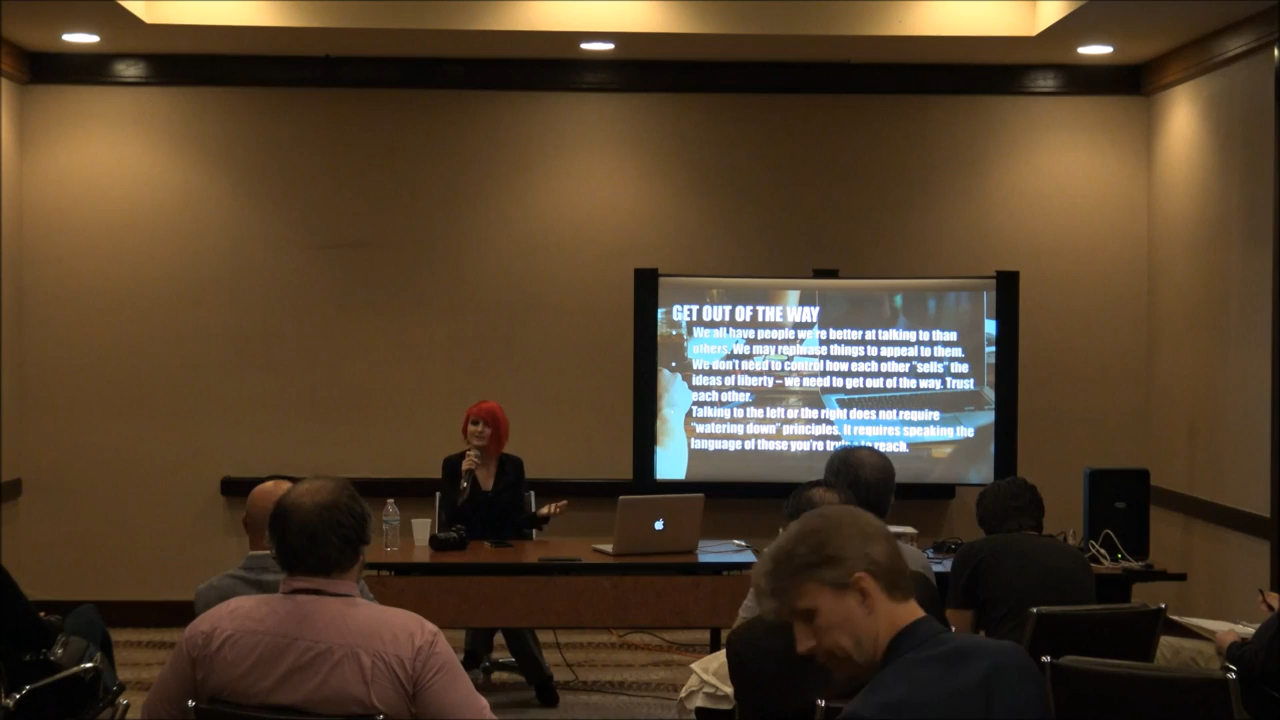 GET OUT OF THE WAY
We all have people we're better at talking to than
others. We may rephrase things to appeal to them.
We don't need to control how each other "sells" the
ideas of liberty – we need to get out of the way. Trust
each other.
Talking to the left or the right does not require
"watering down" principles. It requires speaking the
language of those you're trying to reach.